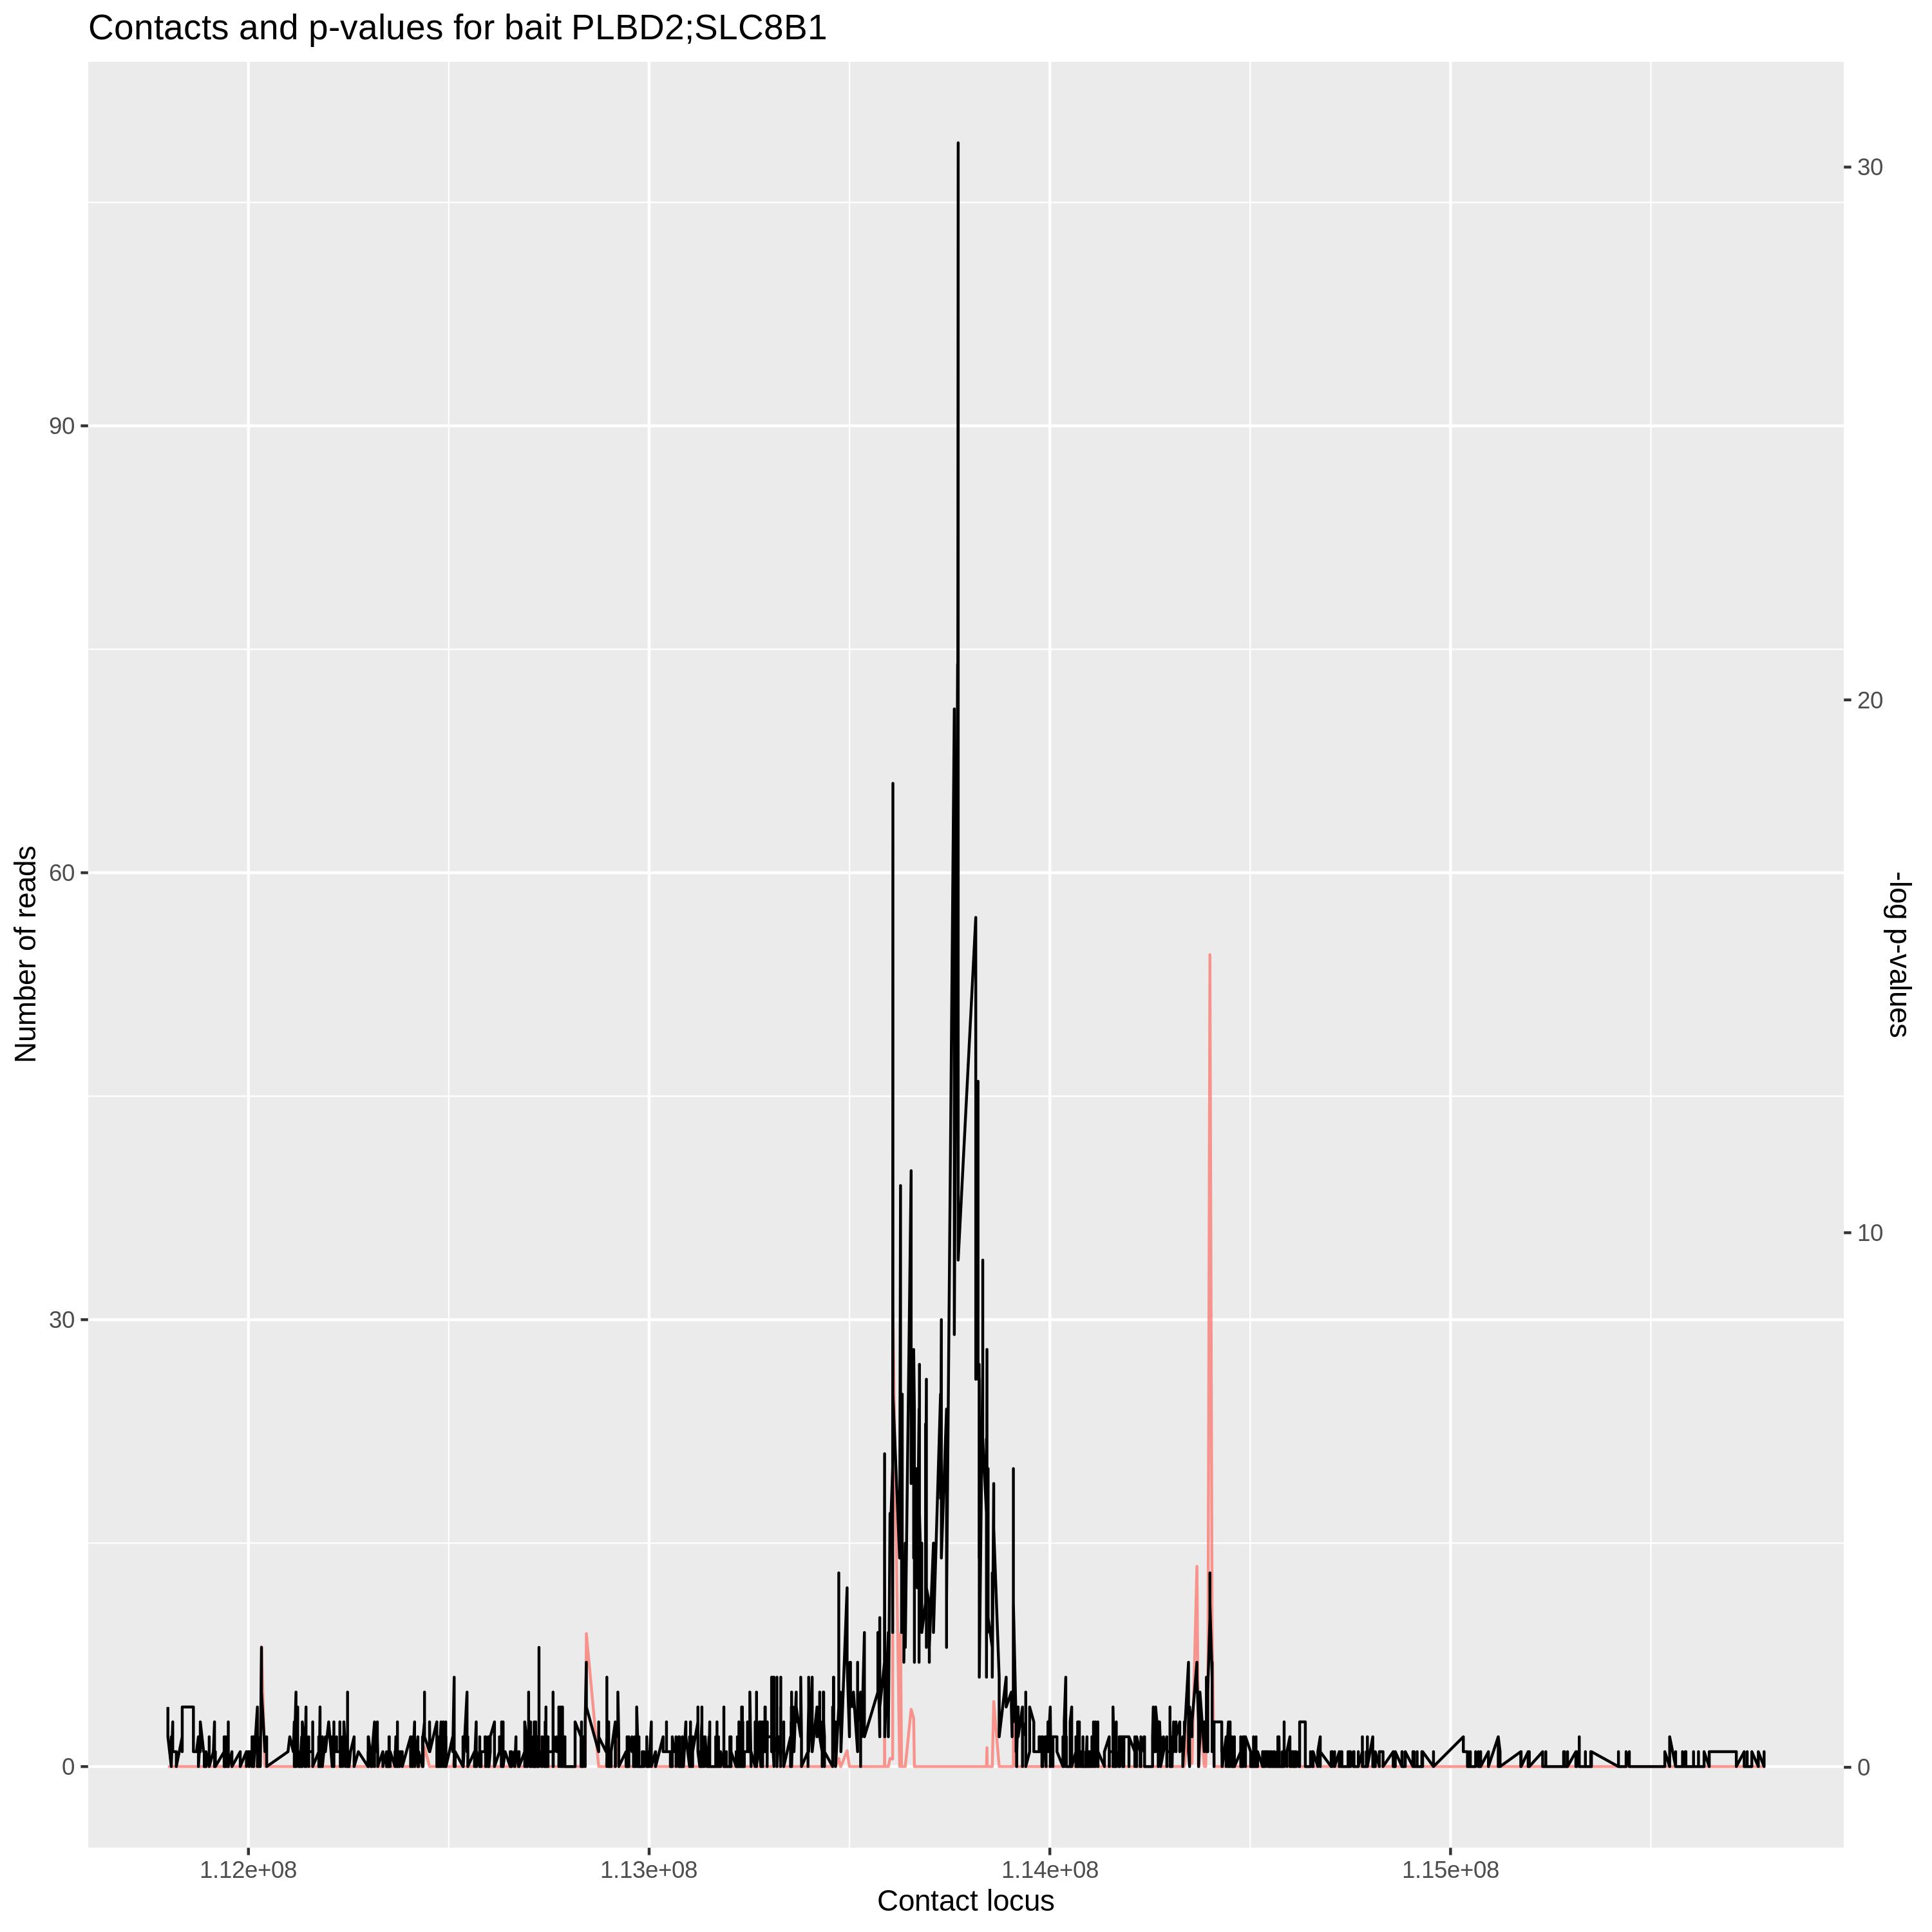 Contacts and p-values for bait PLBD2;SLC8B1
30
90
20
60
Number of reads
-log p-values
10
30
0
0
1.12e+08
1.13e+08
1.14e+08
1.15e+08
Contact locus